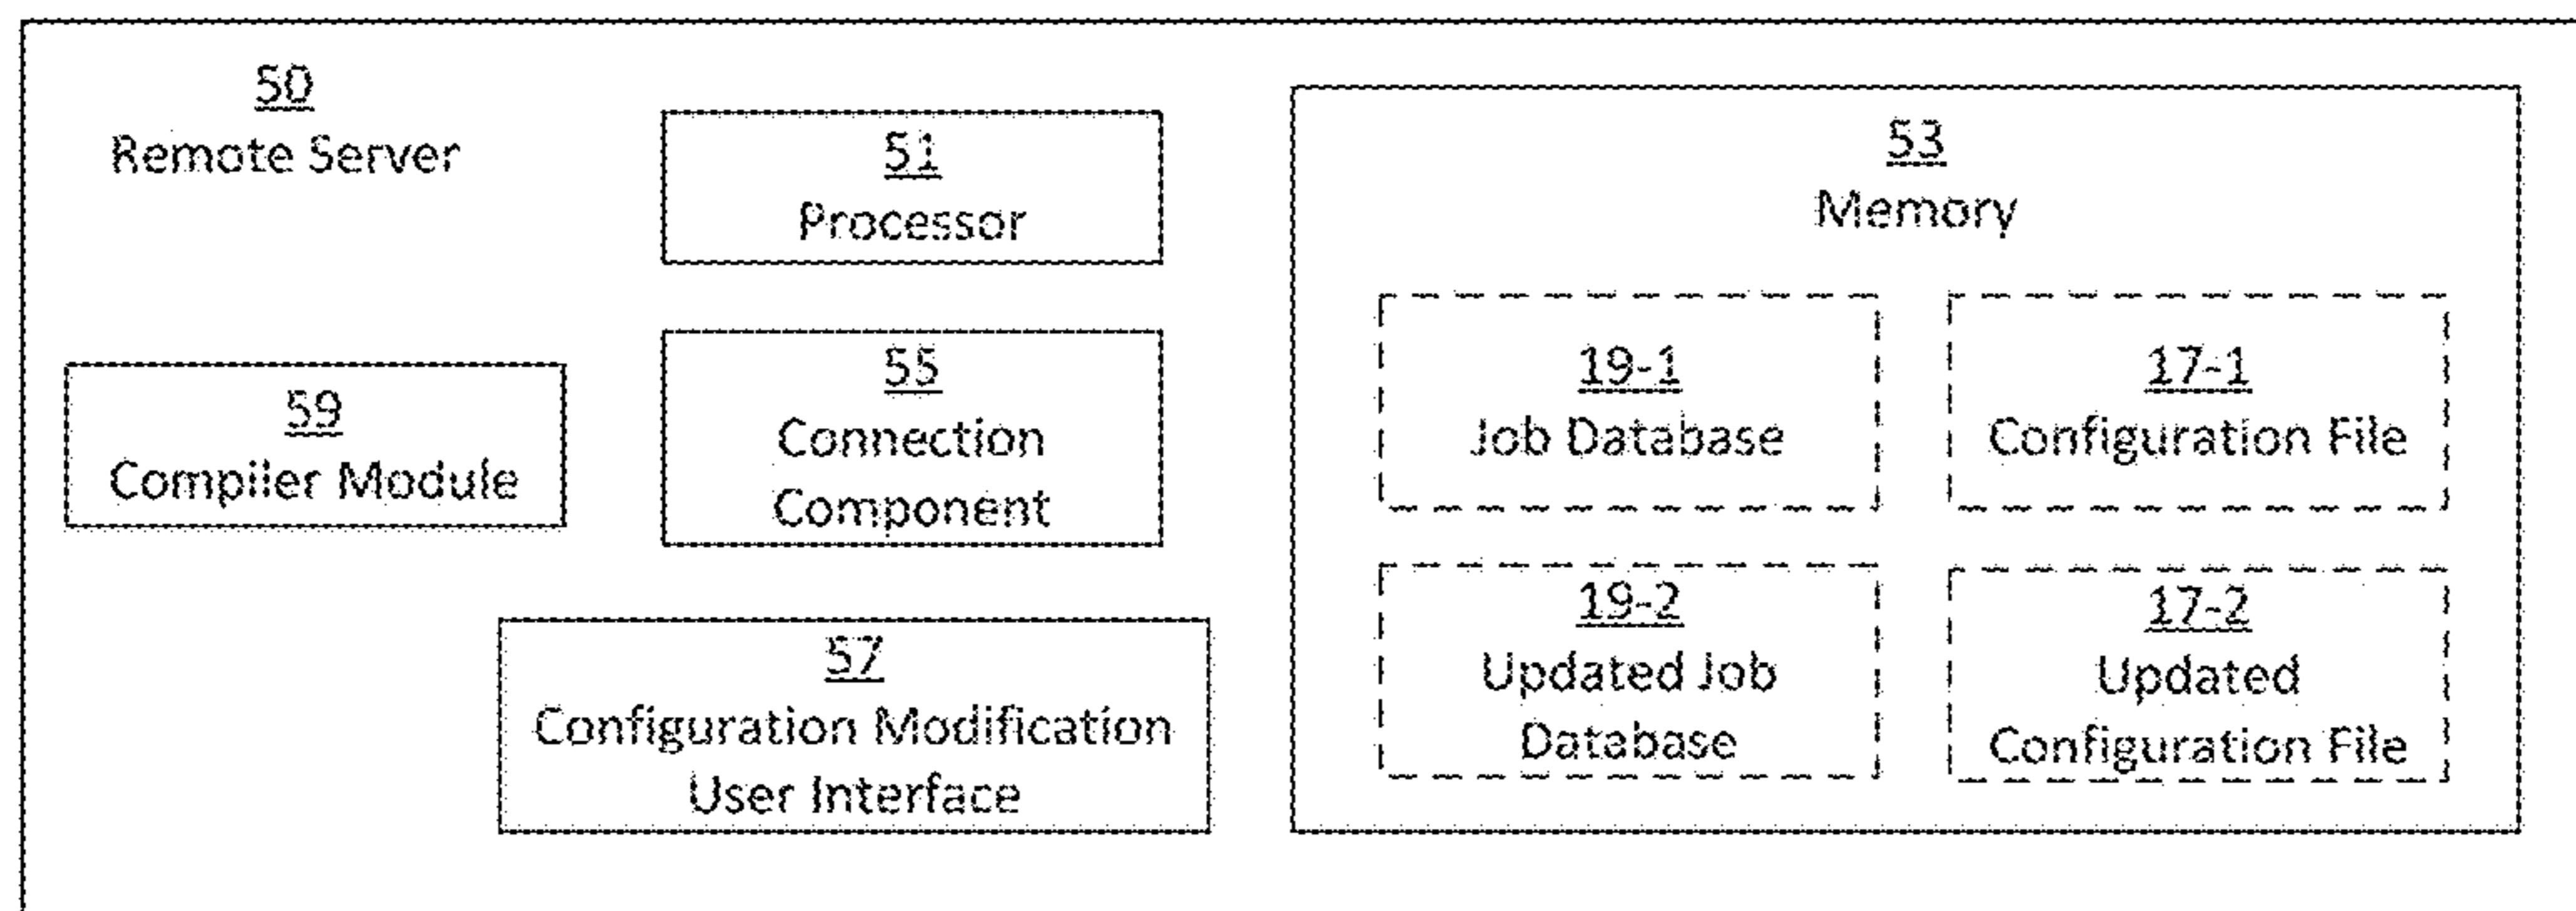 50
Remote Server
51
Processor
59
Compiler Module
55
Connection
Component
57
Configuration Modification
User Interface
53
Memory
19-1
Job Database
17-1
Configuration File
19-2
Updated Job
Database
17-2
Updated
Configuration File